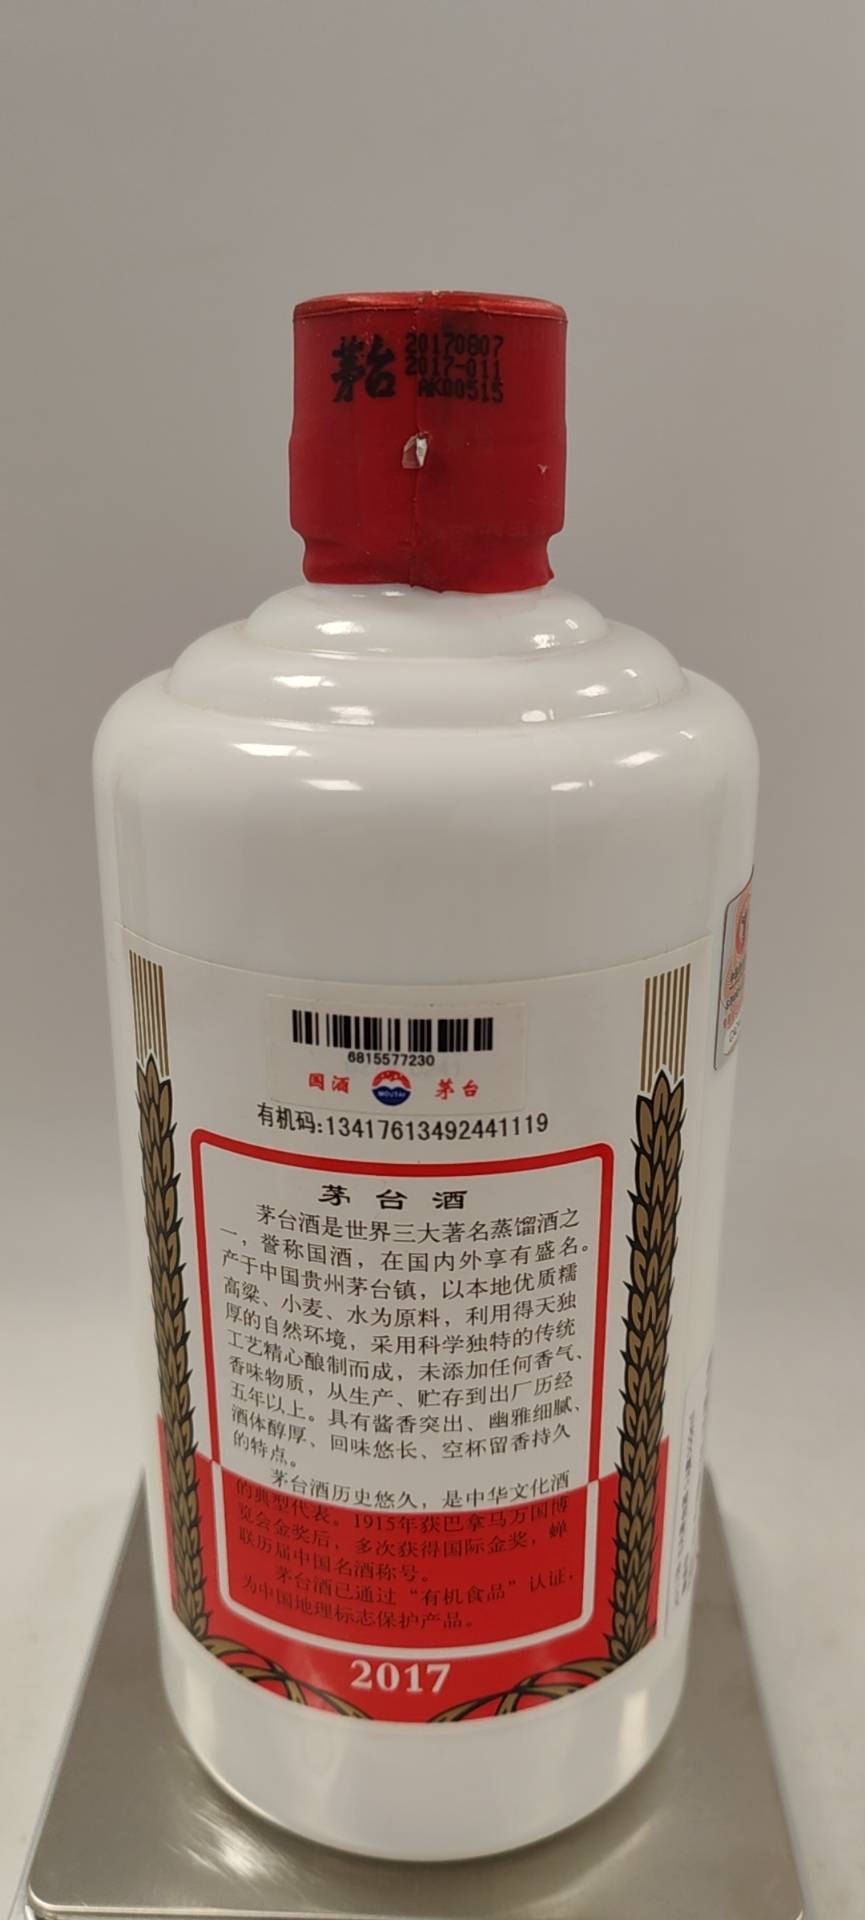 茅台
20170807
2017-011
AK00515
6815577230
国酒
MOUTAI
茅台
有机码:13417613492441119
茅台酒
茅台酒是世界三大著名蒸馏酒之
一，誉称国酒，在国内外享有盛名。
产于中国贵州茅台镇，以本地优质糯
高粱、小麦、水为原料，利用得天独
厚的自然环境，采用科学独特的传统
工艺精心酿制而成，未添加任何香气、
香味物质，从生产、贮存到出厂历经
五年以上。具有酱香突出、幽雅细腻、
酒体醇厚、回味悠长、空杯留香持久
的特点。
茅台酒历史悠久，是中华文化酒
的典型代表。1915年获巴拿马万国博
览会金奖后，多次获得国际金奖，蝉
联历届中国名酒称号。
茅台酒已通过“有机食品”认证，
为中国地理标志保护产品。
2017